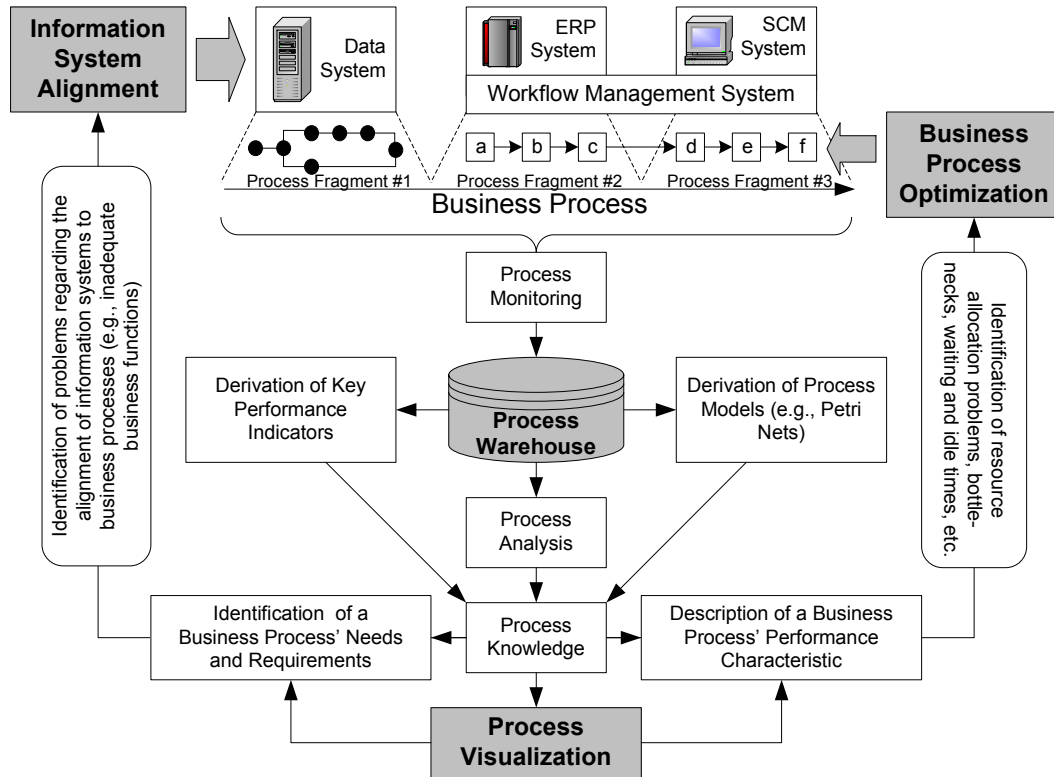 Information
System
Alignment
Data
System
ERP
System
SCM
System
Workflow Management System
a
b
c
d
e
f
Process Fragment #1
Process Fragment #2
Process Fragment #3
Business Process
Business
Process
Optimization
Identification of problems regarding the
alignment of information systems to
business processes (e.g., inadequate
business functions)
Process
Monitoring
Identification of resource
allocation problems, bottle-
necks, waiting and idle times, etc.
Derivation of Key
Performance
Indicators
Process
Warehouse
Derivation of Process
Models (e.g., Petri
Nets)
Process
Analysis
Identification of a
Business Process' Needs
and Requirements
Process
Knowledge
Description of a Business
Process' Performance
Characteristic
Process
Visualization